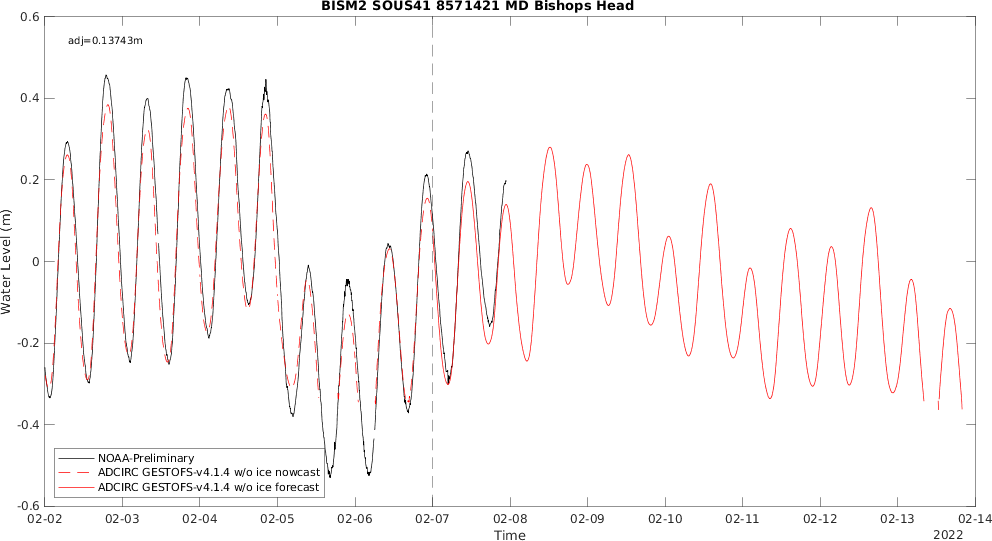 BISM2 SOUS41 8571421 MD Bishops Head
adj=0.13743m
0.6
0.4
0.2
0
-0.2
-0.4
-0.6
Water Level (m)
NOAA-Preliminary
ADCIRC GESTOFS-v4.1.4 w/o ice nowcast
ADCIRC GESTOFS-v4.1.4 w/o ice forecast
02-02 02-03 02-04 02-05 02-06 02-07 02-08 02-09 02-10 02-11 02-12 02-13 02-14
Time
2022